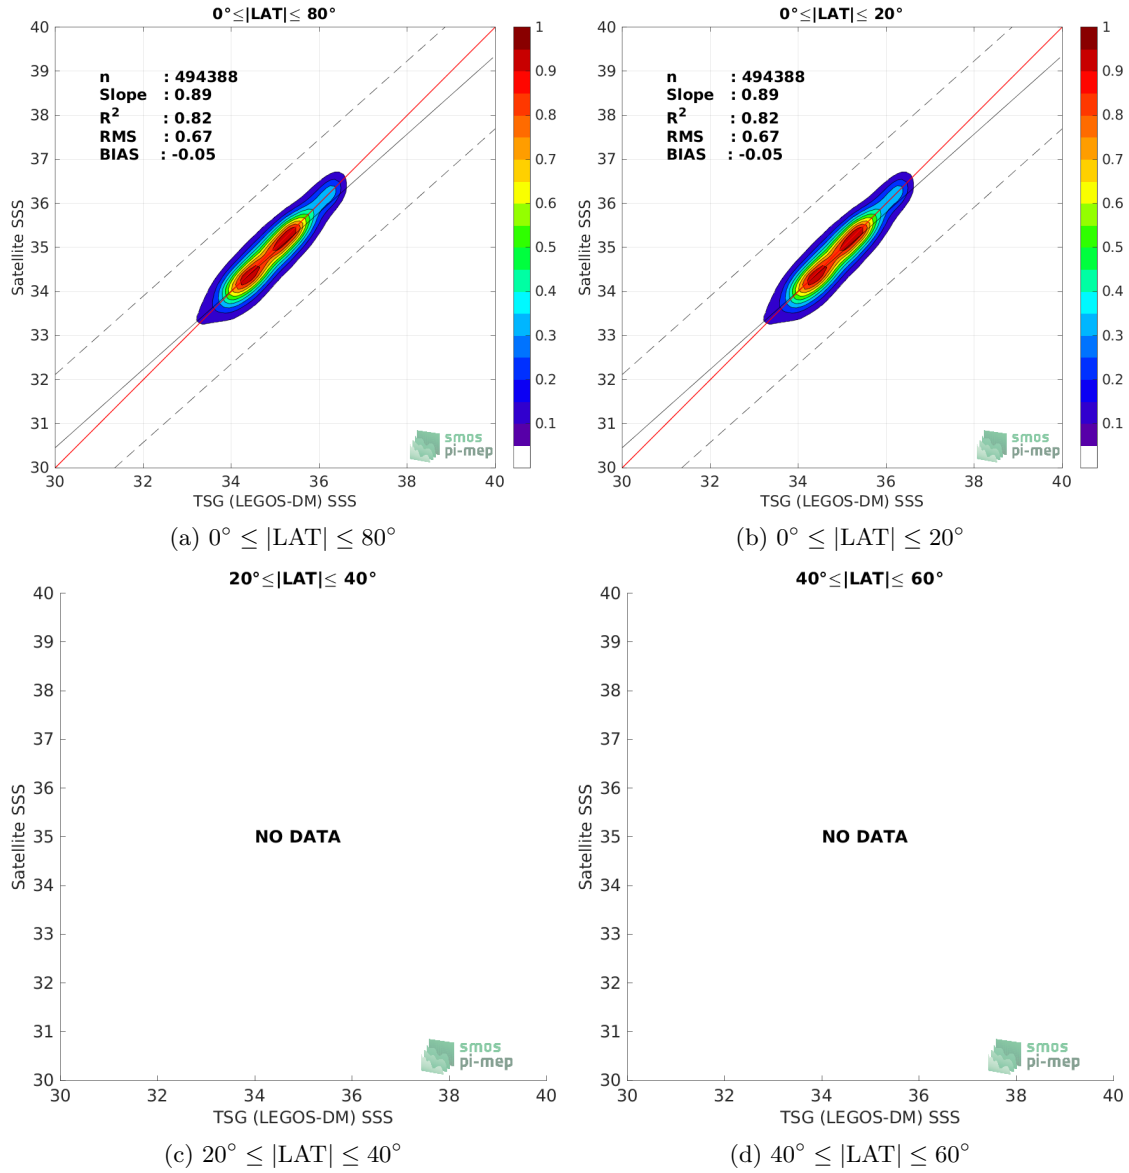 0°≤|LAT|≤ 80°
40
39
38
37
36
35
34
33
32
31
30
Satellite SSS
n : 494388
Slope : 0.89
R2 : 0.82
RMS : 0.67
BIAS : -0.05
smos
pi-mep
30 32 34 36 38 40
TSG (LEGOS-DM) SSS
1
0.9
0.8
0.7
0.6
0.5
0.4
0.3
0.2
0.1
(a) 0° ≤ |LAT| ≤ 80°
0°≤|LAT|≤ 20°
40
39
38
37
36
35
34
33
32
31
30
Satellite SSS
n : 494388
Slope : 0.89
R2 : 0.82
RMS : 0.67
BIAS : -0.05
smos
pi-mep
30 32 34 36 38 40
TSG (LEGOS-DM) SSS
1
0.9
0.8
0.7
0.6
0.5
0.4
0.3
0.2
0.1
(b) 0° ≤ |LAT| ≤ 20°
20°≤|LAT|≤ 40°
40
39
38
37
36
35
34
33
32
31
30
Satellite SSS
NO DATA
smos
pi-mep
30 32 34 36 38 40
TSG (LEGOS-DM) SSS
(c) 20° ≤ |LAT| ≤ 40°
40°≤|LAT|≤ 60°
40
39
38
37
36
35
34
33
32
31
30
Satellite SSS
NO DATA
smos
pi-mep
30 32 34 36 38 40
TSG (LEGOS-DM) SSS
(d) 40° ≤ |LAT| ≤ 60°